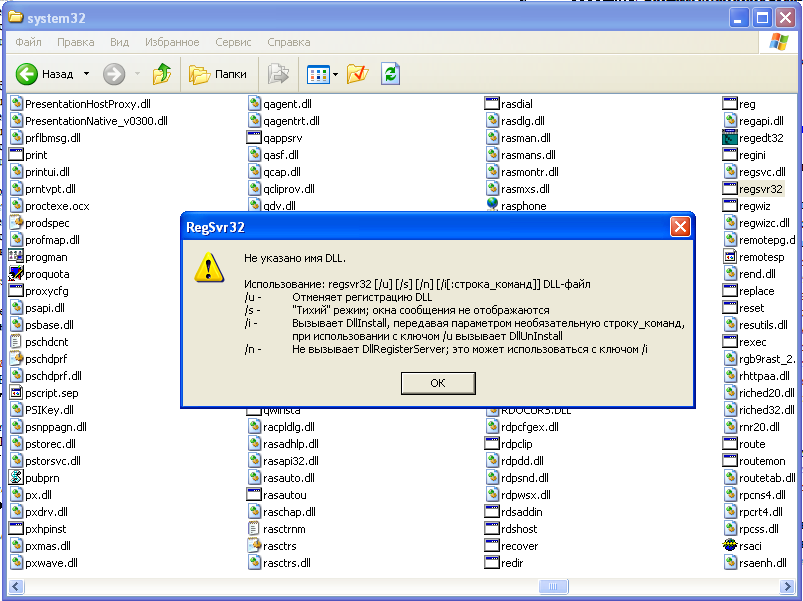 system32
Файл Правка Вид Избранное Сервис Справка
Назад Папки
PresentationHostProxy.dll
PresentationNative_v0300.dll
prflbmsg.dll
print
printui.dll
prntvpt.dll
proctexe.ocx
prodspec
profmap.dll
progman
proquota
proxycfg
psapi.dll
psbase.dll
pschdcnt
pschdprf
pschdprf.dll
pscript.sep
PSIKey.dll
psnppagn.dll
pstorec.dll
pstorsvc.dll
pubprn
px.dll
pxdrv.dll
pxhpinst
pxmas.dll
pxwave.dll
qagent.dll
qagentrt.dll
qappsrv
qasf.dll
qcap.dll
qcliprov.dll
qdv.dll
qwinsta
racpldlg.dll
rasadhlp.dll
rasapi32.dll
rasauto.dll
rasautou
raschap.dll
rasctrnm
rasctrs
rasctrs.dll
rasdial
rasdlg.dll
rasman.dll
rasmans.dll
rasmontr.dll
rasmxs.dll
rasphone
RDOCURS.DLL
rdpcfgex.dll
rdpclip
rdpdd.dll
rdpsnd.dll
rdpwsx.dll
rdsaddin
rdshost
recover
redir
reg
regapi.dll
regedt32
regini
regsvc.dll
regsvr32
regwiz
regwizc.dll
remotepg.d
remotesp
rend.dll
replace
reset
resutils.dll
rexec
rgb9rast_2.
rhttpaa.dll
riched20.dll
riched32.dll
rnr20.dll
route
routemon
routetab.dll
rpcns4.dll
rpcrt4.dll
rpcss.dll
rsaci
rsaenh.dll
RegSvr32
Не указано имя DLL.
Использование: regsvr32 [/u] [/s] [/n] [/i[:строка_команд]] DLL-файл
/u - Отменяет регистрацию DLL
/s - "Тихий" режим; окна сообщения не отображаются
/i - Вызывает DllInstall, передавая параметром необязательную строку_команд,
при использовании с ключом /u вызывает DllUnInstall
/n - Не вызывает DllRegisterServer; это может использоваться с ключом /i
OK